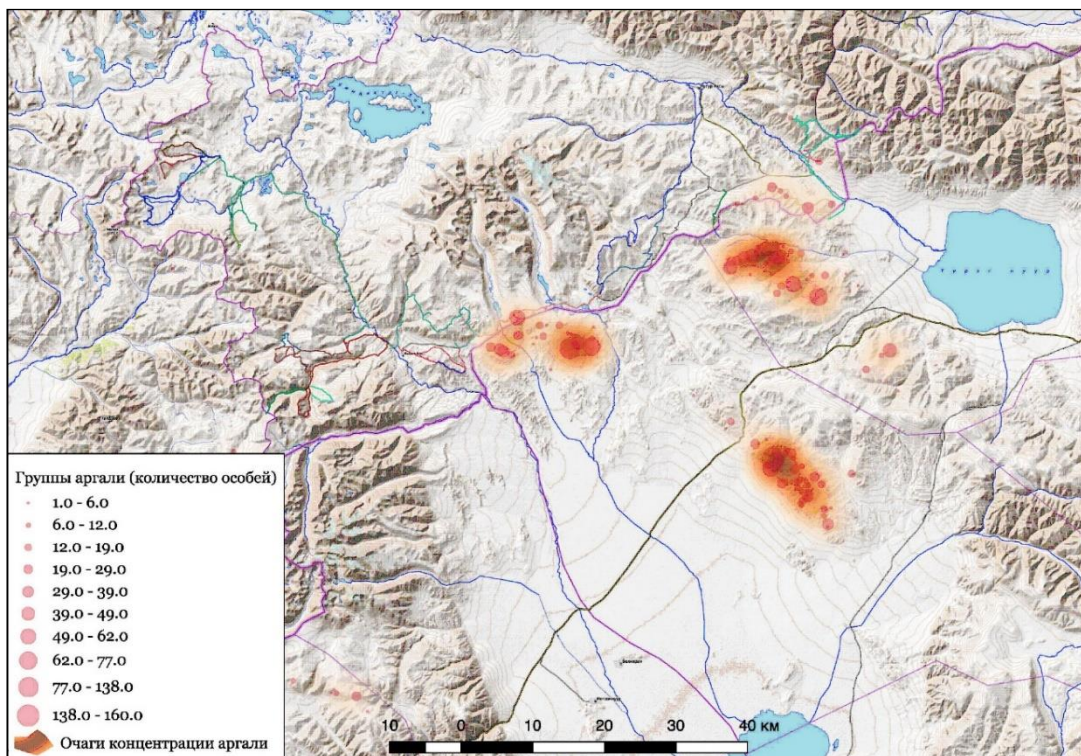 Группы аргали (количество особей)
1.0 - 6.0
6.0 - 12.0
12.0 - 19.0
19.0 - 29.0
29.0 - 39.0
39.0 - 49.0
49.0 - 62.0
62.0 - 77.0
77.0 - 138.0
138.0 - 160.0
Очаги концентрации аргали
10 0 10 20 30 40 км